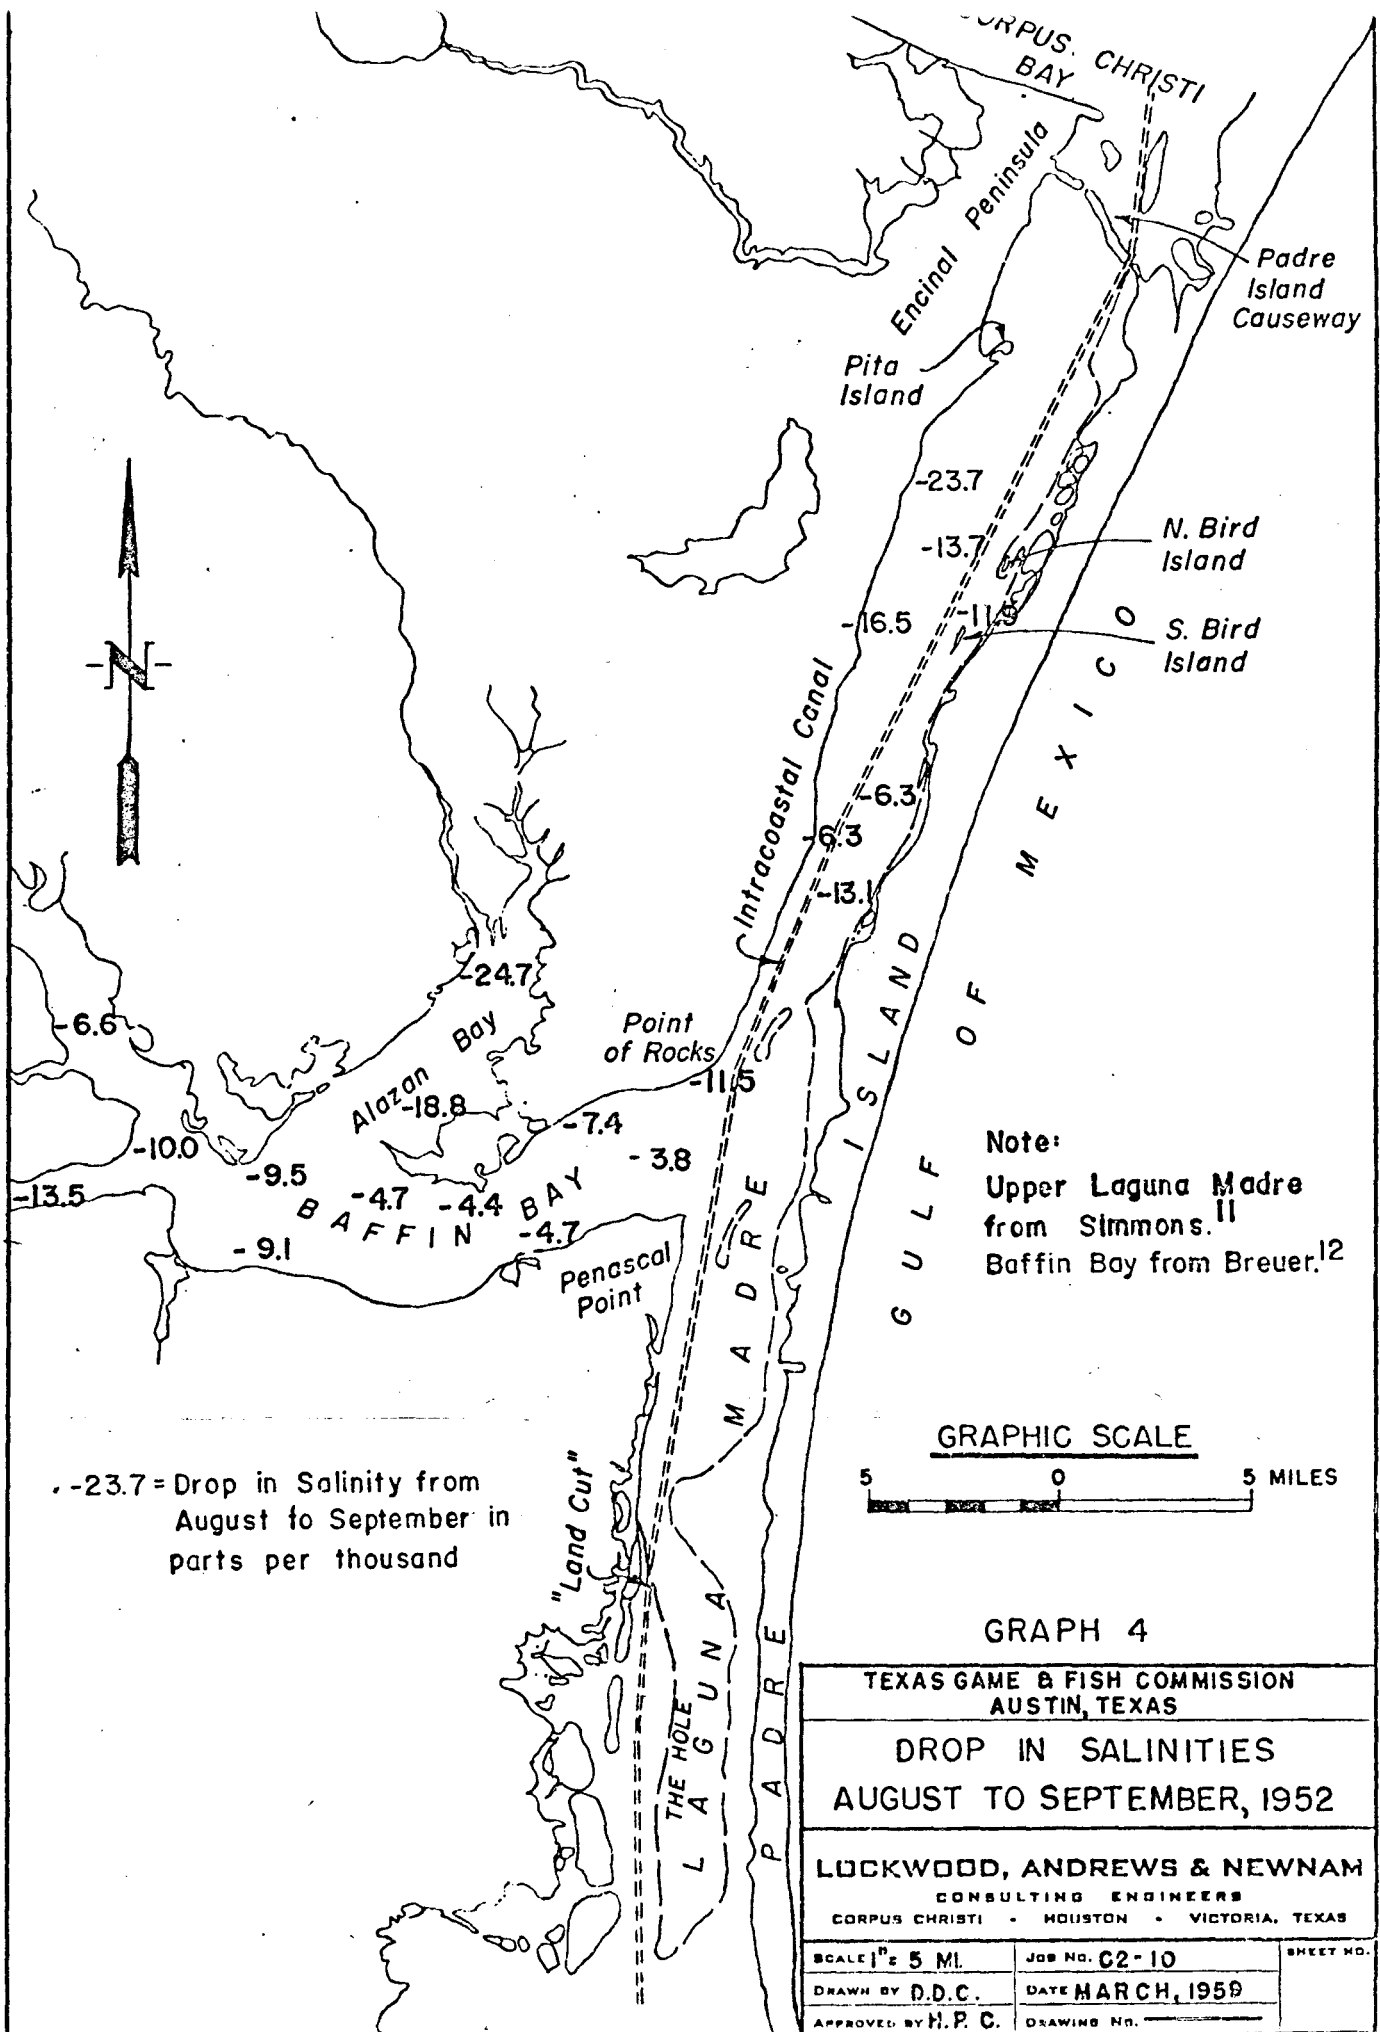 CORPUS. CHRISTI
BAY
Encinal Peninsula
Padre
Island
Causeway
Pita
Island
-23.7
N. Bird
Island
-13.7
-16.5
-11.9
S. Bird
Island
-N-
Intracoastal Canal
-6.3
-6.3
-13.1
GULF OF MEXICO
-24.7
-6.6
Alazan Bay
Point
of Rocks
-11.5
-18.8
-7.4
-3.8
-10.0
-9.5
-13.5
-4.7
-4.4
BAFFIN BAY
-4.7
-9.1
Penascal
Point
Note:
Upper Laguna Madre
from Simmons.11
Baffin Bay from Breuer.12
LAGUNA MADRE
PADRE ISLAND
GRAPHIC SCALE
5 0 5 MILES
-23.7 = Drop in Salinity from
August to September in
parts per thousand
"Land Cut"
THE HOLE
GRAPH 4
TEXAS GAME & FISH COMMISSION
AUSTIN, TEXAS
DROP IN SALINITIES
AUGUST TO SEPTEMBER, 1952
LOCKWOOD, ANDREWS & NEWNAM
CONSULTING ENGINEERS
CORPUS CHRISTI • HOUSTON • VICTORIA, TEXAS
SCALE 1"= 5 MI. JOB NO. C2-10 SHEET NO.
DRAWN BY D.D.C. DATE MARCH, 1959
APPROVED BY H.P.C. DRAWING NO.